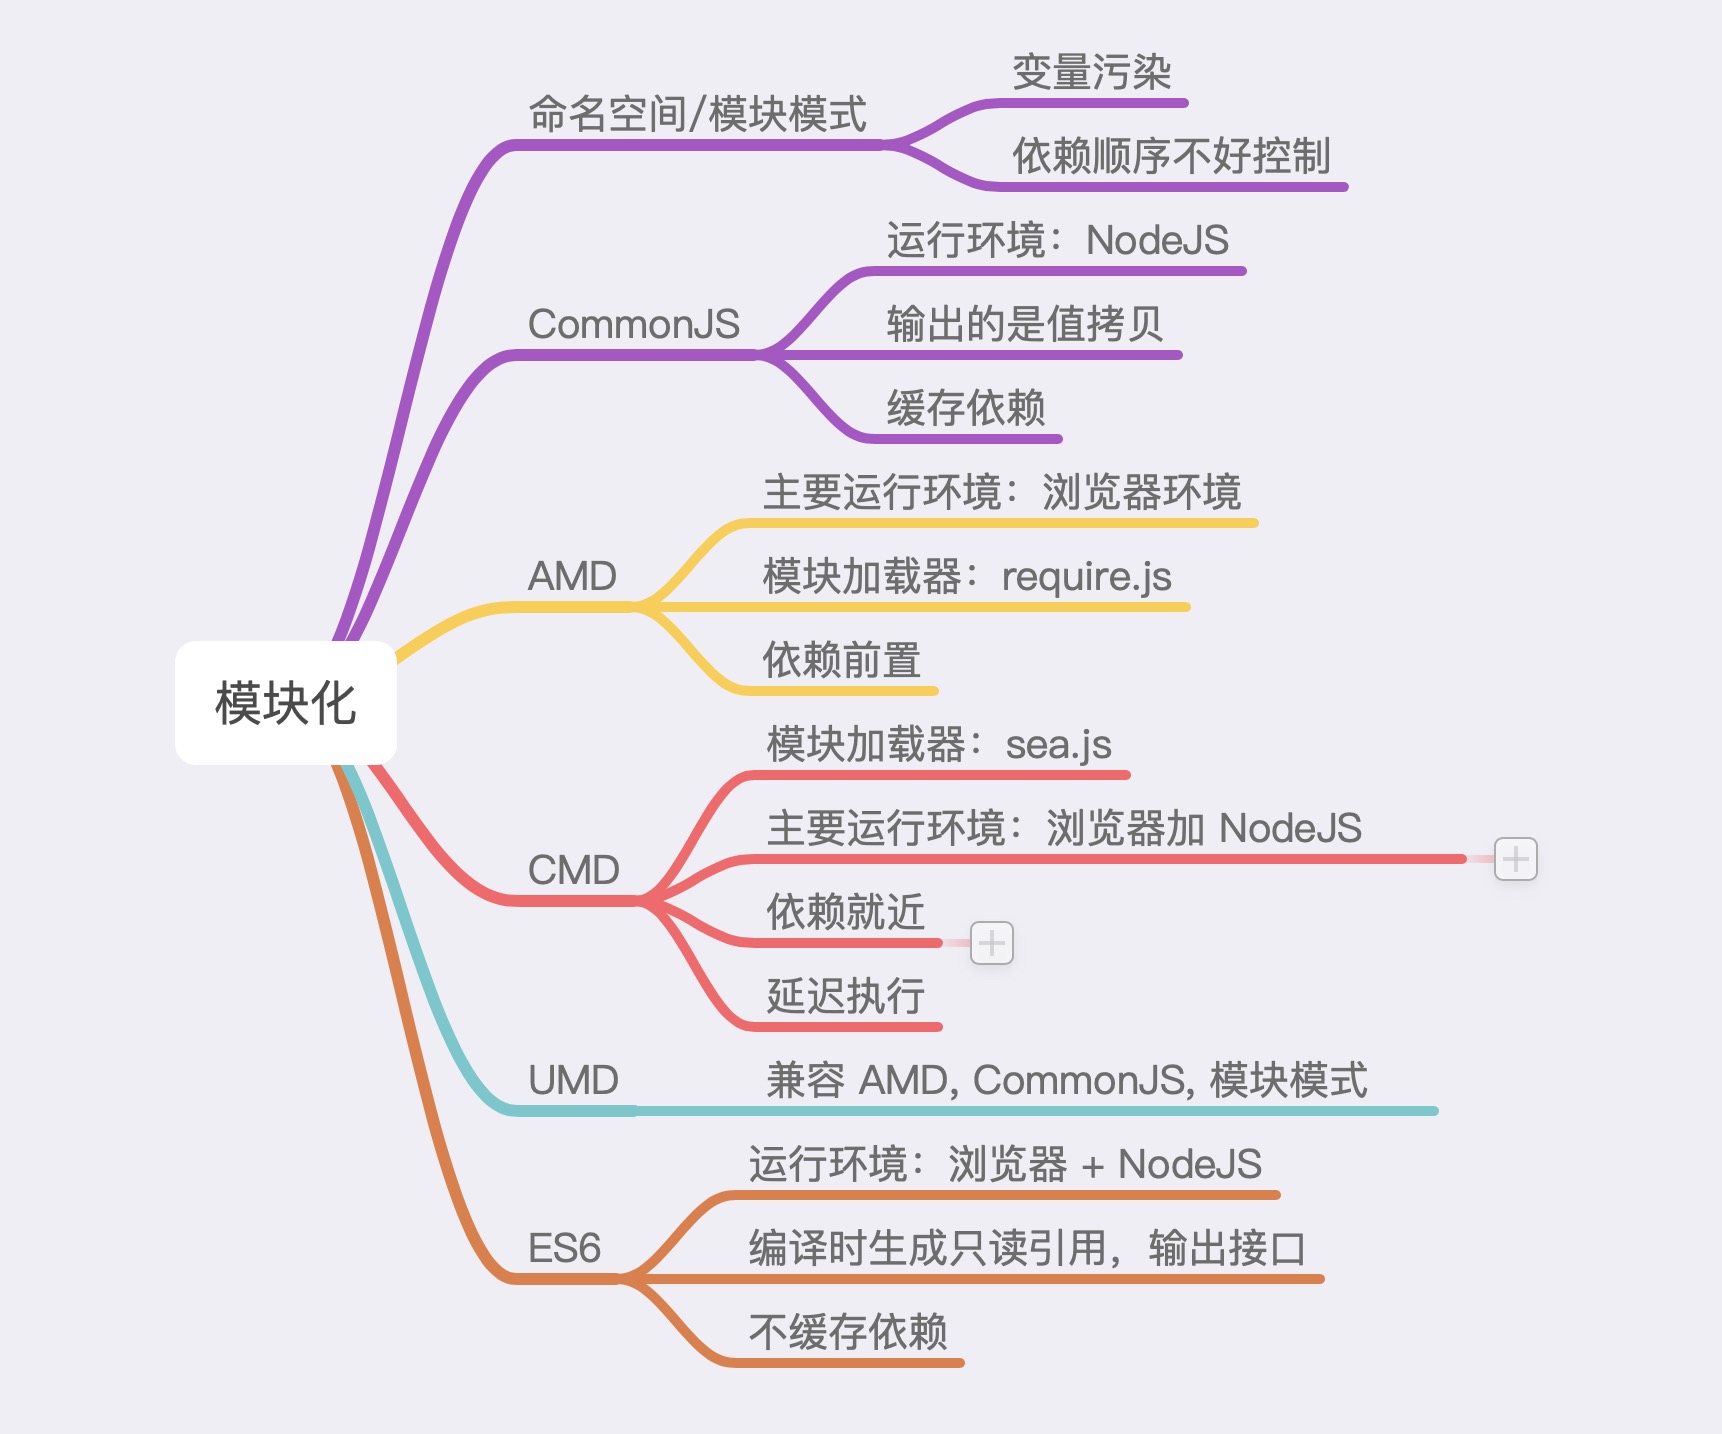 变量污染
命名空间/模块模式
依赖顺序不好控制
运行环境：NodeJS
CommonJS
输出的是值拷贝
缓存依赖
主要运行环境：浏览器环境
AMD
模块加载器：require.js
依赖前置
模块化
模块加载器：sea.js
主要运行环境：浏览器加 NodeJS
CMD
依赖就近
延迟执行
UMD
兼容 AMD, CommonJS, 模块模式
运行环境：浏览器 + NodeJS
ES6
编译时生成只读引用，输出接口
不缓存依赖